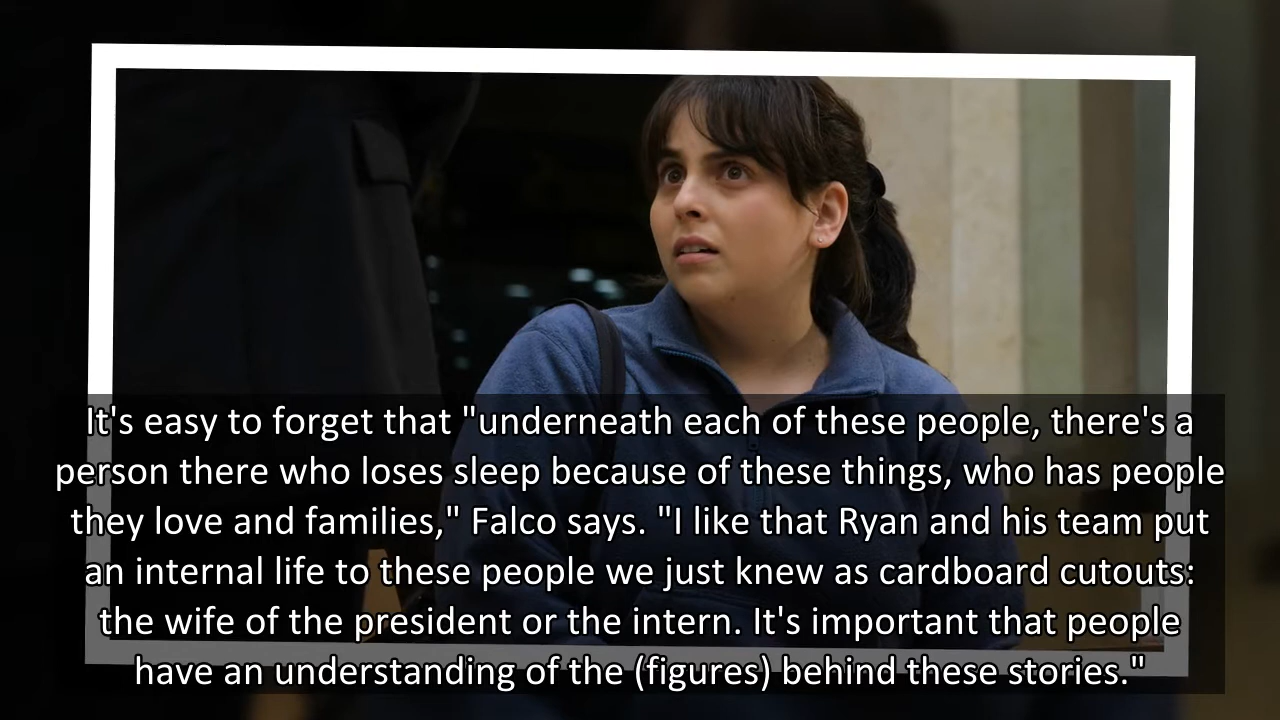 It's easy to forget that "underneath each of these people, there's a
person there who loses sleep because of these things, who has people
they love and families," Falco says. "I like that Ryan and his team put
an internal life to these people we just knew as cardboard cutouts:
the wife of the president or the intern. It's important that people
have an understanding of the (figures) behind these stories."